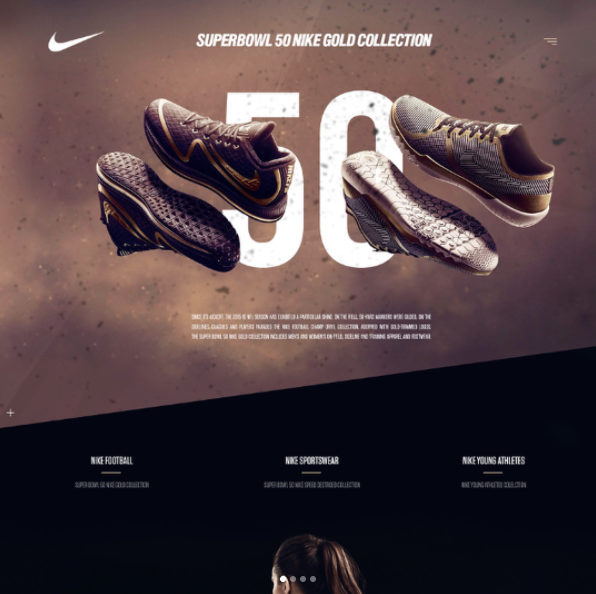 SUPERBOWL 50 NIKE GOLD COLLECTION
50
SINCE ITS KICKOFF, THE 2015 NFL SEASON HAS EXHIBITED A PARTICULAR SHINE. ON THE FIELD, 50-YARD MARKERS WERE GILDED. ON THE
SIDELINES, COACHES AND PLAYERS PARADED THE NIKE FOOTBALL CHAMP DRIVE COLLECTION, ADORNED WITH GOLD-TRIMMED LOGOS.
THE SUPER BOWL 50 NIKE GOLD COLLECTION INCLUDES MEN'S AND WOMEN'S ON-FIELD, SIDELINE AND TRAINING APPAREL AND FOOTWEAR.
NIKE FOOTBALL
NIKE SPORTSWEAR
NIKE YOUNG ATHLETES
SUPER BOWL 50 NIKE GOLD COLLECTION
SUPER BOWL 50 NIKE SPEED DESTROYER COLLECTION
NIKE YOUNG ATHLETES COLLECTION